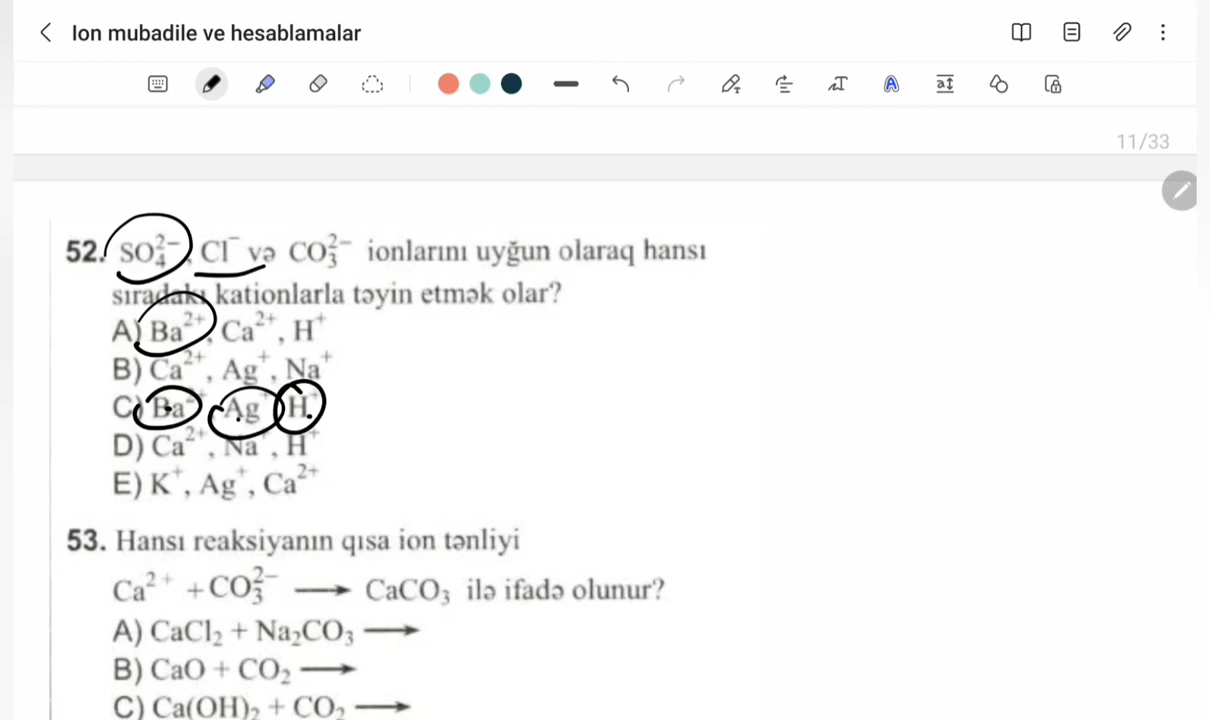 Ion mubadile ve hesablamalar
11/33
52. SO₄²⁻, Cl⁻ və CO₃²⁻ ionlarını uyğun olaraq hansı
sıradakı kationlarla təyin etmək olar?
A) Ba²⁺, Ca²⁺, H⁺
B) Ca²⁺, Ag⁺, Na⁺
C) Ba²⁺, Ag⁺, H⁺
D) Ca²⁺, Na⁺, H⁺
E) K⁺, Ag⁺, Ca²⁺
53. Hansı reaksiyanın qısa ion tənliyi
Ca²⁺ + CO₃²⁻ ⟶ CaCO₃ ilə ifadə olunur?
A) CaCl₂ + Na₂CO₃ ⟶
B) CaO + CO₂ ⟶
C) Ca(OH)₂ + CO₂ ⟶